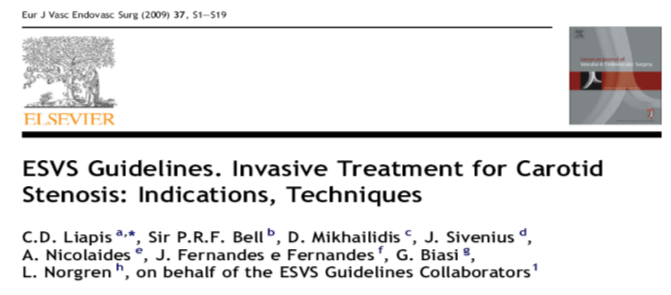 Eur J Vasc Endovasc Surg (2009) 37, S1–S19
ELSEVIER
ESVS Guidelines. Invasive Treatment for Carotid
Stenosis: Indications, Techniques
C.D. Liapis a,*, Sir P.R.F. Bell b, D. Mikhailidis c, J. Sivenius d,
A. Nicolaides e, J. Fernandes e Fernandes f, G. Biasi g,
L. Norgren h, on behalf of the ESVS Guidelines Collaborators 1